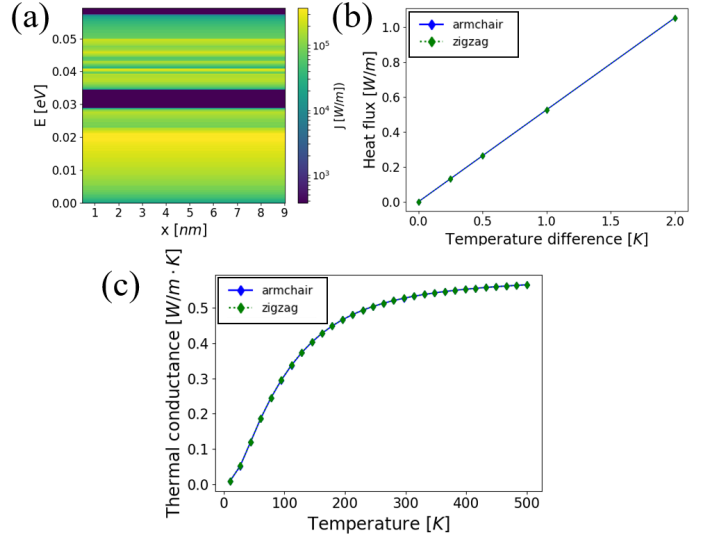 (a)
0.05
0.04
0.03
0.02
0.01
0.00
E [eV]
1 2 3 4 5 6 7 8 9
x [nm]
10^5
10^4
10^3
J [W/m])
(b)
armchair
zigzag
1.0
0.8
0.6
0.4
0.2
0.0
Heat flux [W/m]
0.0 0.5 1.0 1.5 2.0
Temperature difference [K]
(c)
armchair
zigzag
0.5
0.4
0.3
0.2
0.1
0.0
Thermal conductance [W/m · K]
0 100 200 300 400 500
Temperature [K]